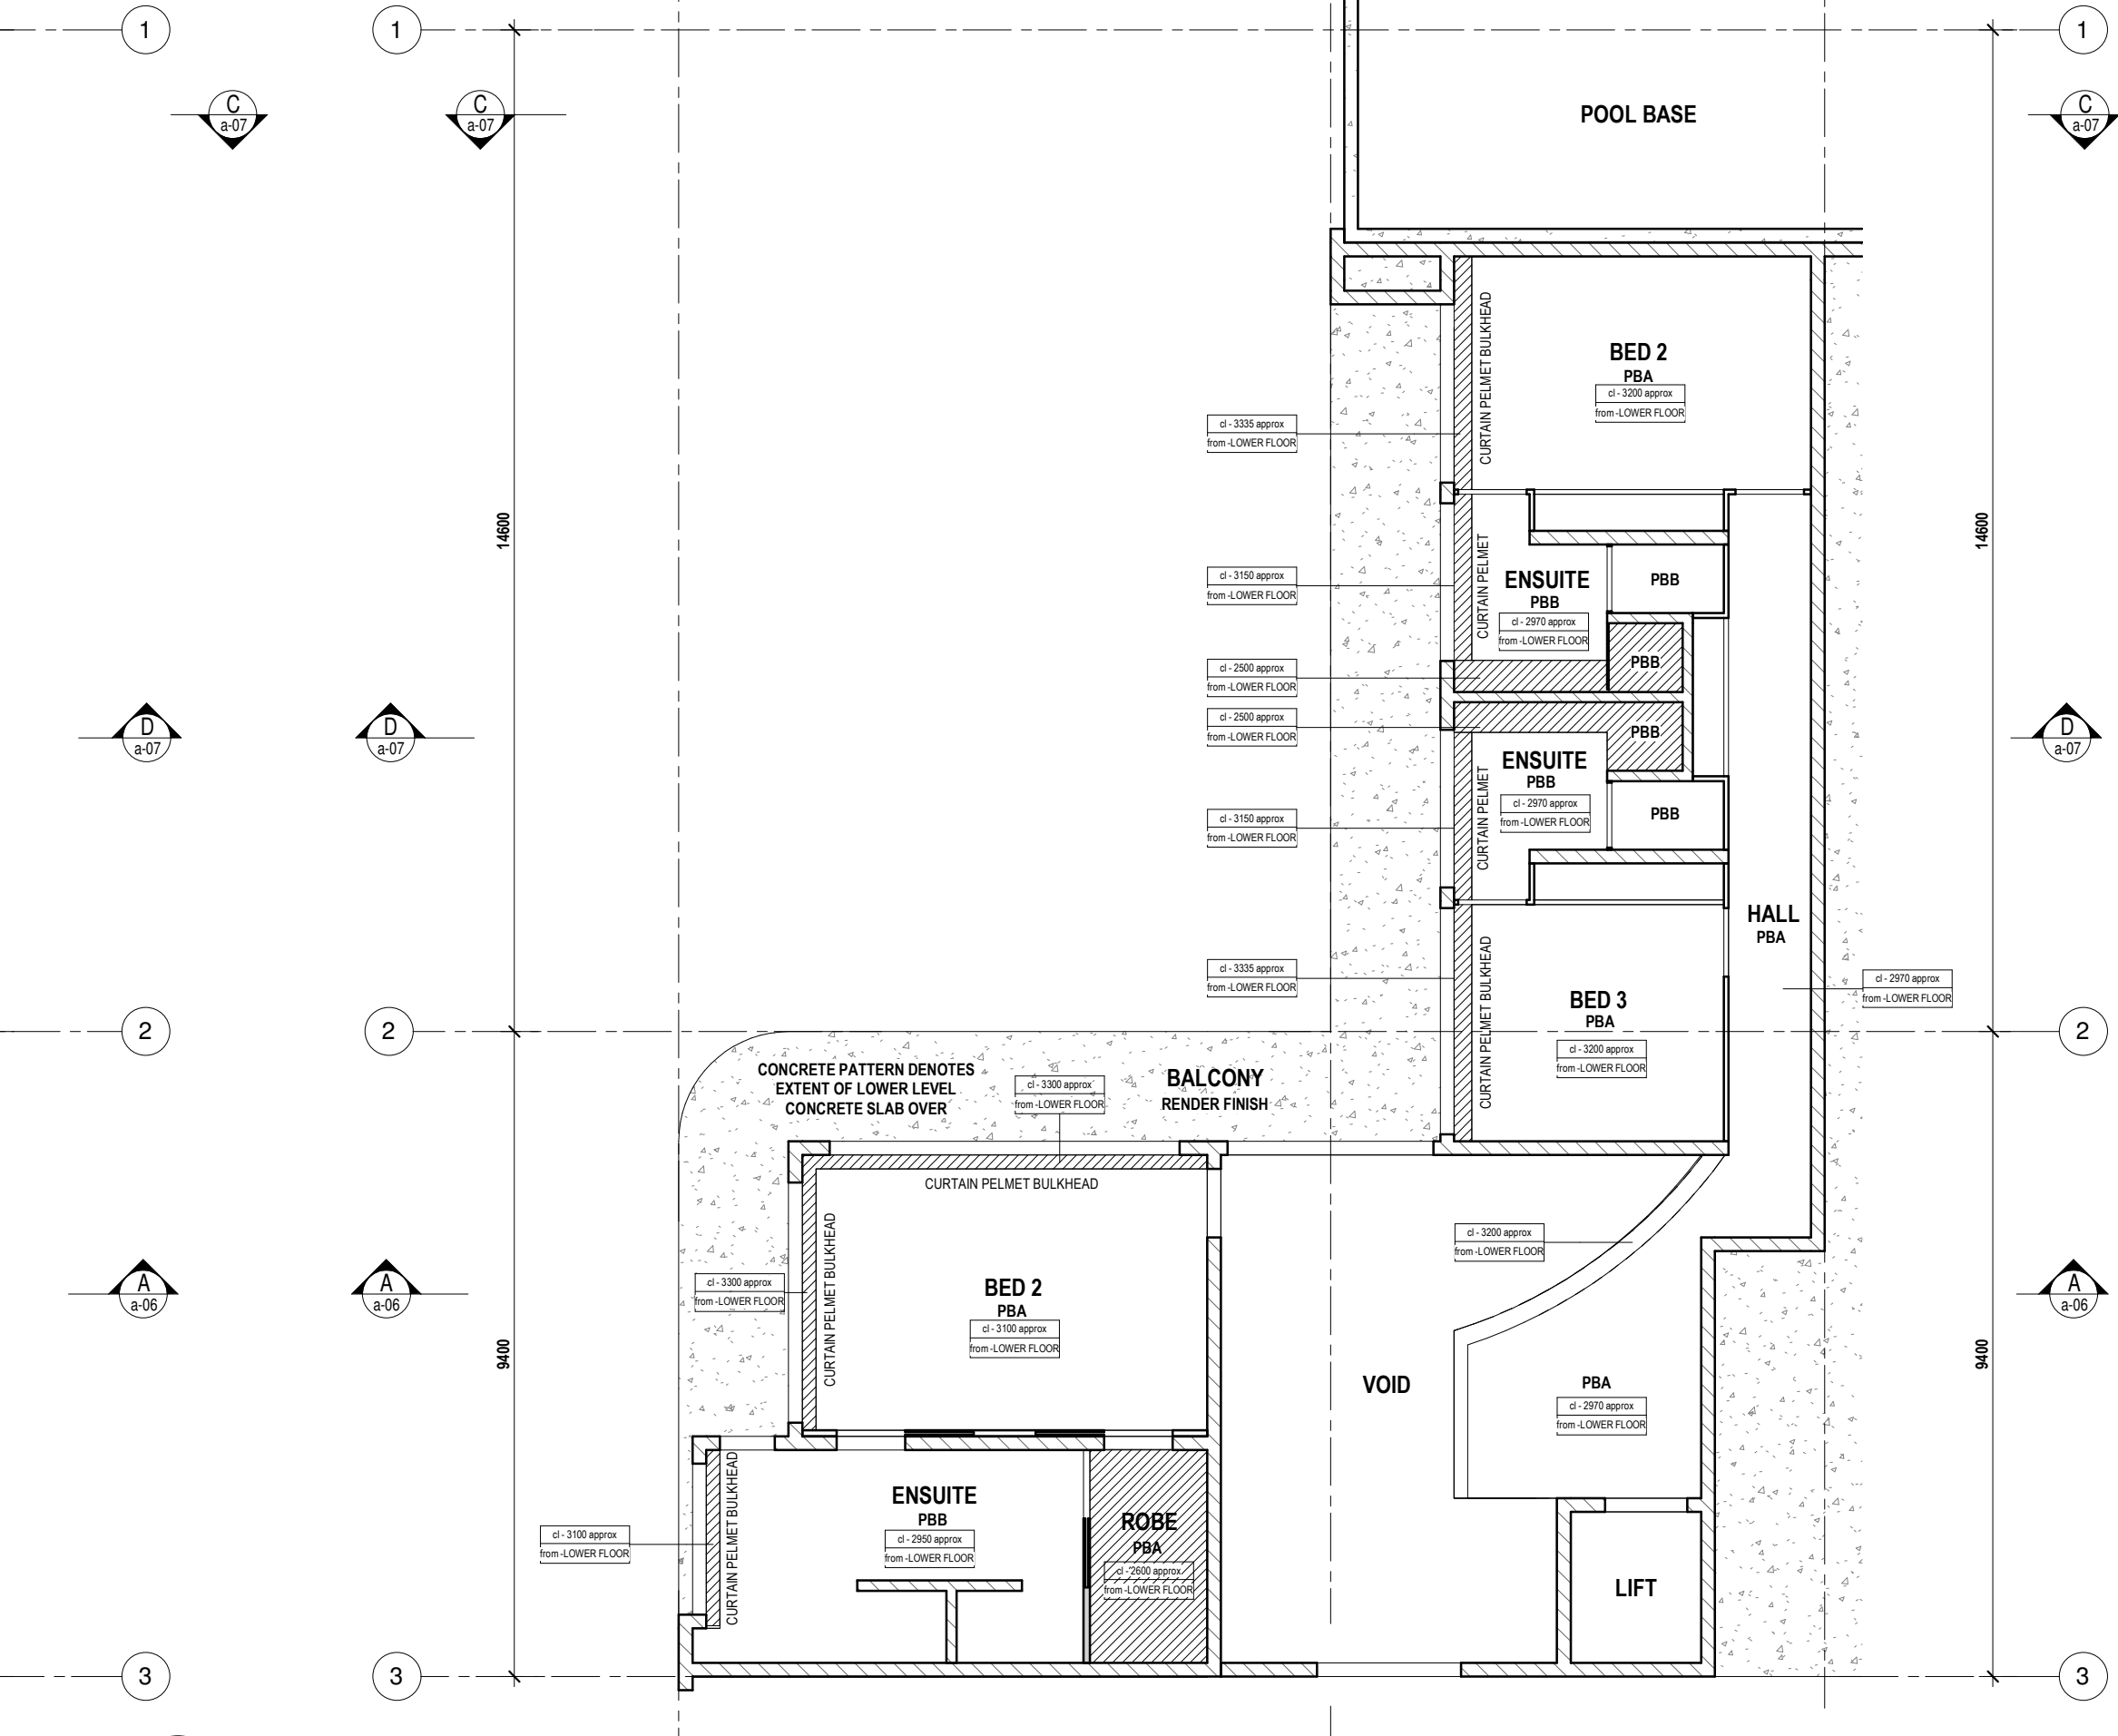 1
1
1
C
a-07
C
a-07
C
a-07
POOL BASE
BED 2
PBA
cl - 3200 approx
from -LOWER FLOOR
CURTAIN PELMET BULKHEAD
cl - 3335 approx
from -LOWER FLOOR
14600
14600
cl - 3150 approx
from -LOWER FLOOR
CURTAIN PELMET
ENSUITE
PBB
cl - 2970 approx
from -LOWER FLOOR
PBB
PBB
cl - 2500 approx
from -LOWER FLOOR
cl - 2500 approx
from -LOWER FLOOR
PBB
D
a-07
D
a-07
D
a-07
ENSUITE
PBB
cl - 2970 approx
from -LOWER FLOOR
CURTAIN PELMET
PBB
cl - 3150 approx
from -LOWER FLOOR
HALL
PBA
cl - 3335 approx
from -LOWER FLOOR
cl - 2970 approx
from -LOWER FLOOR
CURTAIN PELMET BULKHEAD
BED 3
PBA
cl - 3200 approx
from -LOWER FLOOR
2
2
2
CONCRETE PATTERN DENOTES
EXTENT OF LOWER LEVEL
CONCRETE SLAB OVER
cl - 3300 approx
from -LOWER FLOOR
BALCONY
RENDER FINISH
CURTAIN PELMET BULKHEAD
CURTAIN PELMET BULKHEAD
cl - 3200 approx
from -LOWER FLOOR
A
a-06
A
a-06
A
a-06
cl - 3300 approx
from -LOWER FLOOR
BED 2
PBA
cl - 3100 approx
from -LOWER FLOOR
9400
9400
VOID
PBA
cl - 2970 approx
from -LOWER FLOOR
CURTAIN PELMET BULKHEAD
ENSUITE
PBB
cl - 2950 approx
from -LOWER FLOOR
ROBE
PBA
cl - 2600 approx
from -LOWER FLOOR
cl - 3100 approx
from -LOWER FLOOR
LIFT
3
3
3